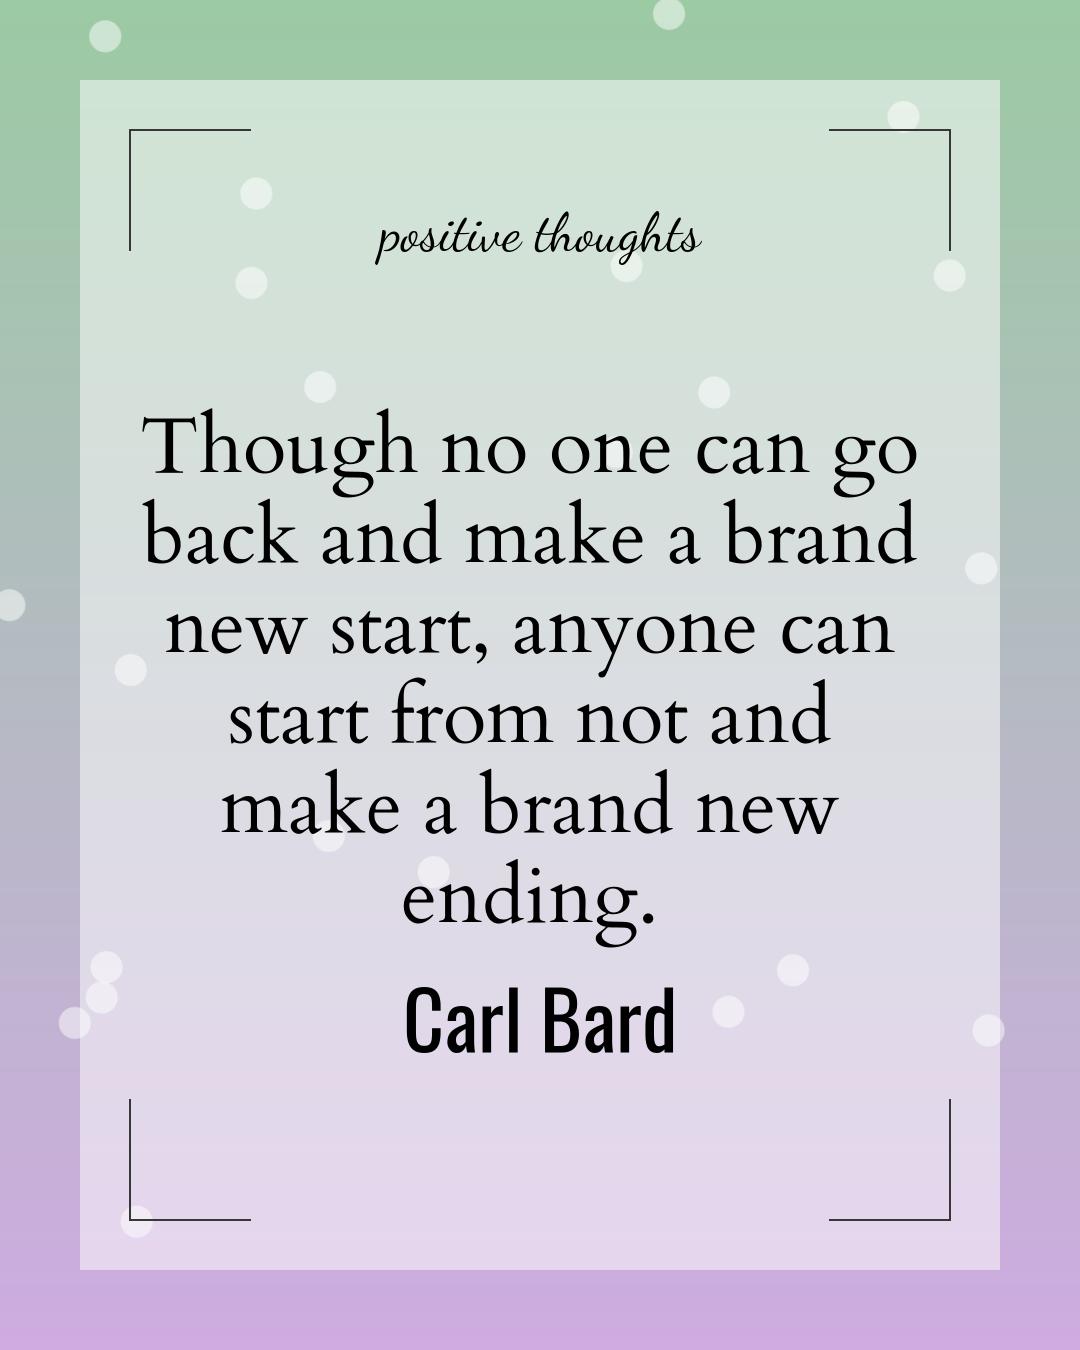 positive thoughts
Though no one can go
back and make a brand
new start, anyone can
start from not and
make a brand new
ending.
Carl Bard